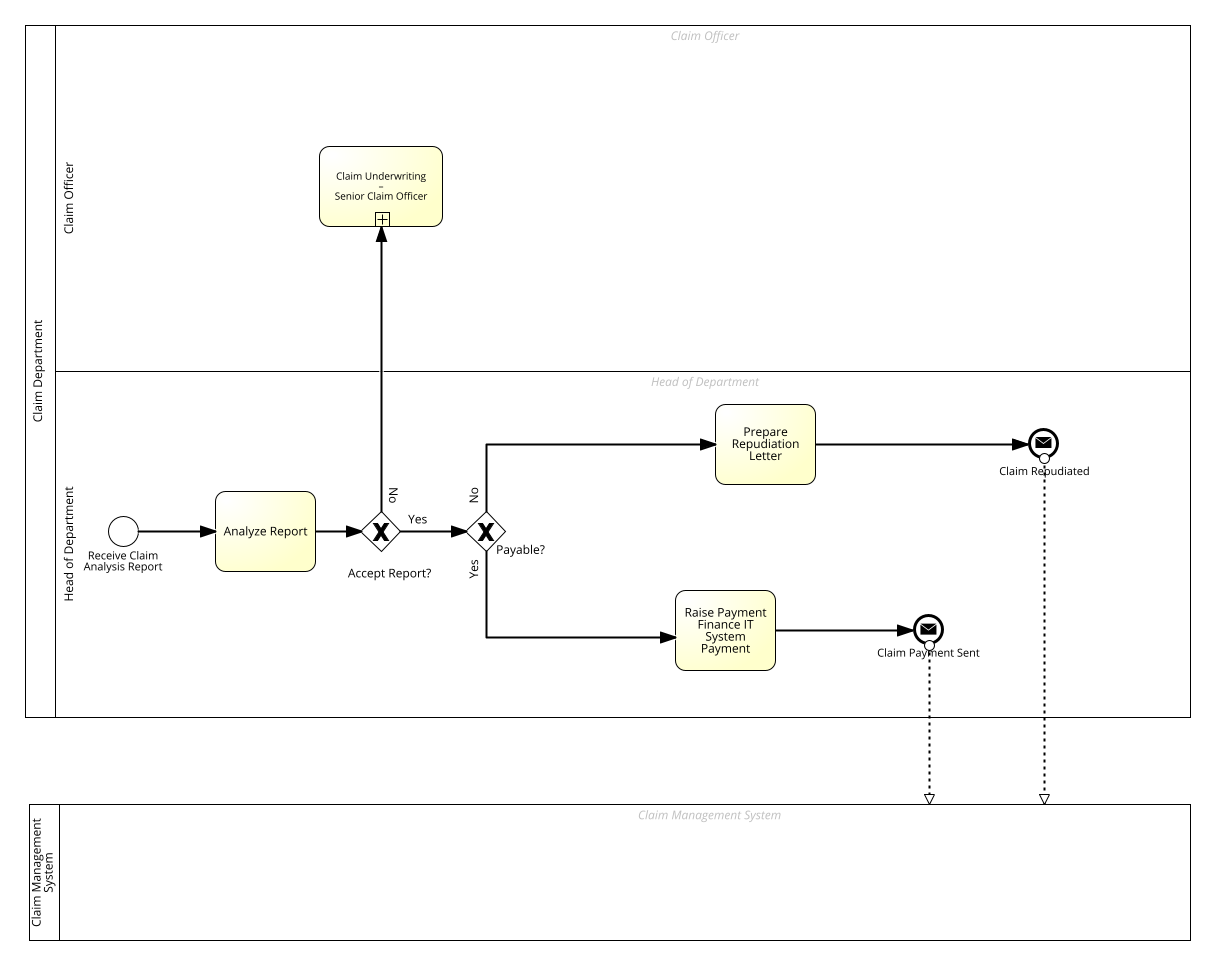 Claim Officer
Claim Officer
Claim Underwriting
–
Senior Claim Officer
Claim Department
Head of Department
Head of Department
Prepare
Repudiation
Letter
Claim Repudiated
No
No
Yes
Analyze Report
Receive Claim
Analysis Report
Accept Report?
Payable?
Yes
Raise Payment
Finance IT
System
Payment
Claim Payment Sent
Claim Management System
Claim Management
System